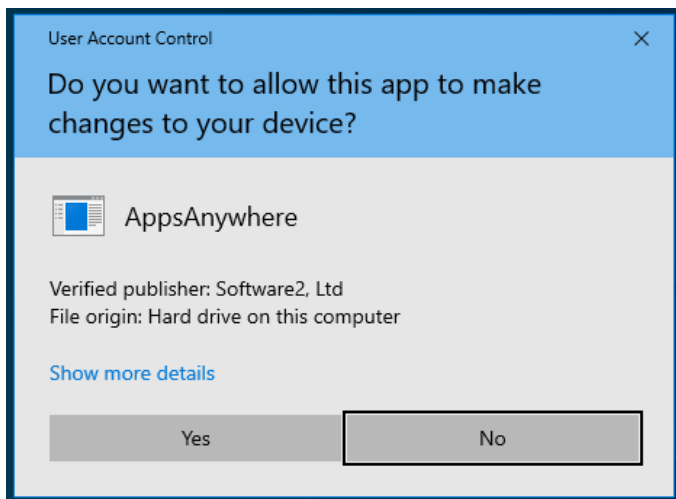 User Account Control
Do you want to allow this app to make
changes to your device?
AppsAnywhere
Verified publisher: Software2, Ltd
File origin: Hard drive on this computer
Show more details
Yes
No